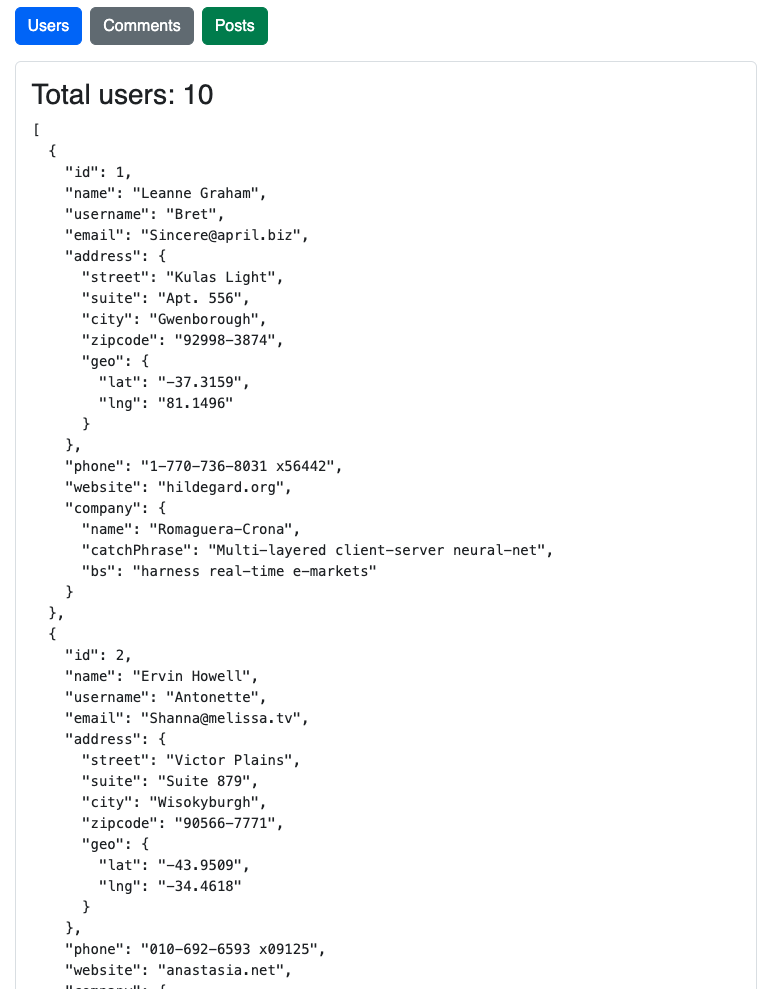 Users Comments Posts
Total users: 10
[
  {
    "id": 1,
    "name": "Leanne Graham",
    "username": "Bret",
    "email": "Sincere@april.biz",
    "address": {
      "street": "Kulas Light",
      "suite": "Apt. 556",
      "city": "Gwenborough",
      "zipcode": "92998-3874",
      "geo": {
        "lat": "-37.3159",
        "lng": "81.1496"
      }
    },
    "phone": "1-770-736-8031 x56442",
    "website": "hildegard.org",
    "company": {
      "name": "Romaguera-Crona",
      "catchPhrase": "Multi-layered client-server neural-net",
      "bs": "harness real-time e-markets"
    }
  },
  {
    "id": 2,
    "name": "Ervin Howell",
    "username": "Antonette",
    "email": "Shanna@melissa.tv",
    "address": {
      "street": "Victor Plains",
      "suite": "Suite 879",
      "city": "Wisokyburgh",
      "zipcode": "90566-7771",
      "geo": {
        "lat": "-43.9509",
        "lng": "-34.4618"
      }
    },
    "phone": "010-692-6593 x09125",
    "website": "anastasia.net",
    "company": {